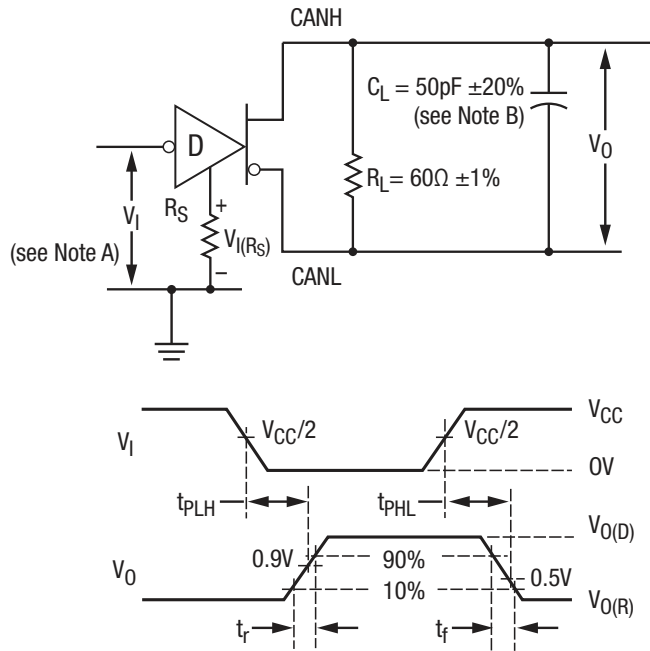 CANH
C_L = 50pF ±20%
(see Note B)
D
V_O
R_L = 60Ω ±1%
R_S
+
V_I
V_I(R_S)
(see Note A)
–
CANL
V_CC
V_CC/2
V_CC/2
V_I
0V
t_PLH
t_PHL
V_O(D)
0.9V
90%
V_O
0.5V
10%
V_O(R)
t_r
t_f